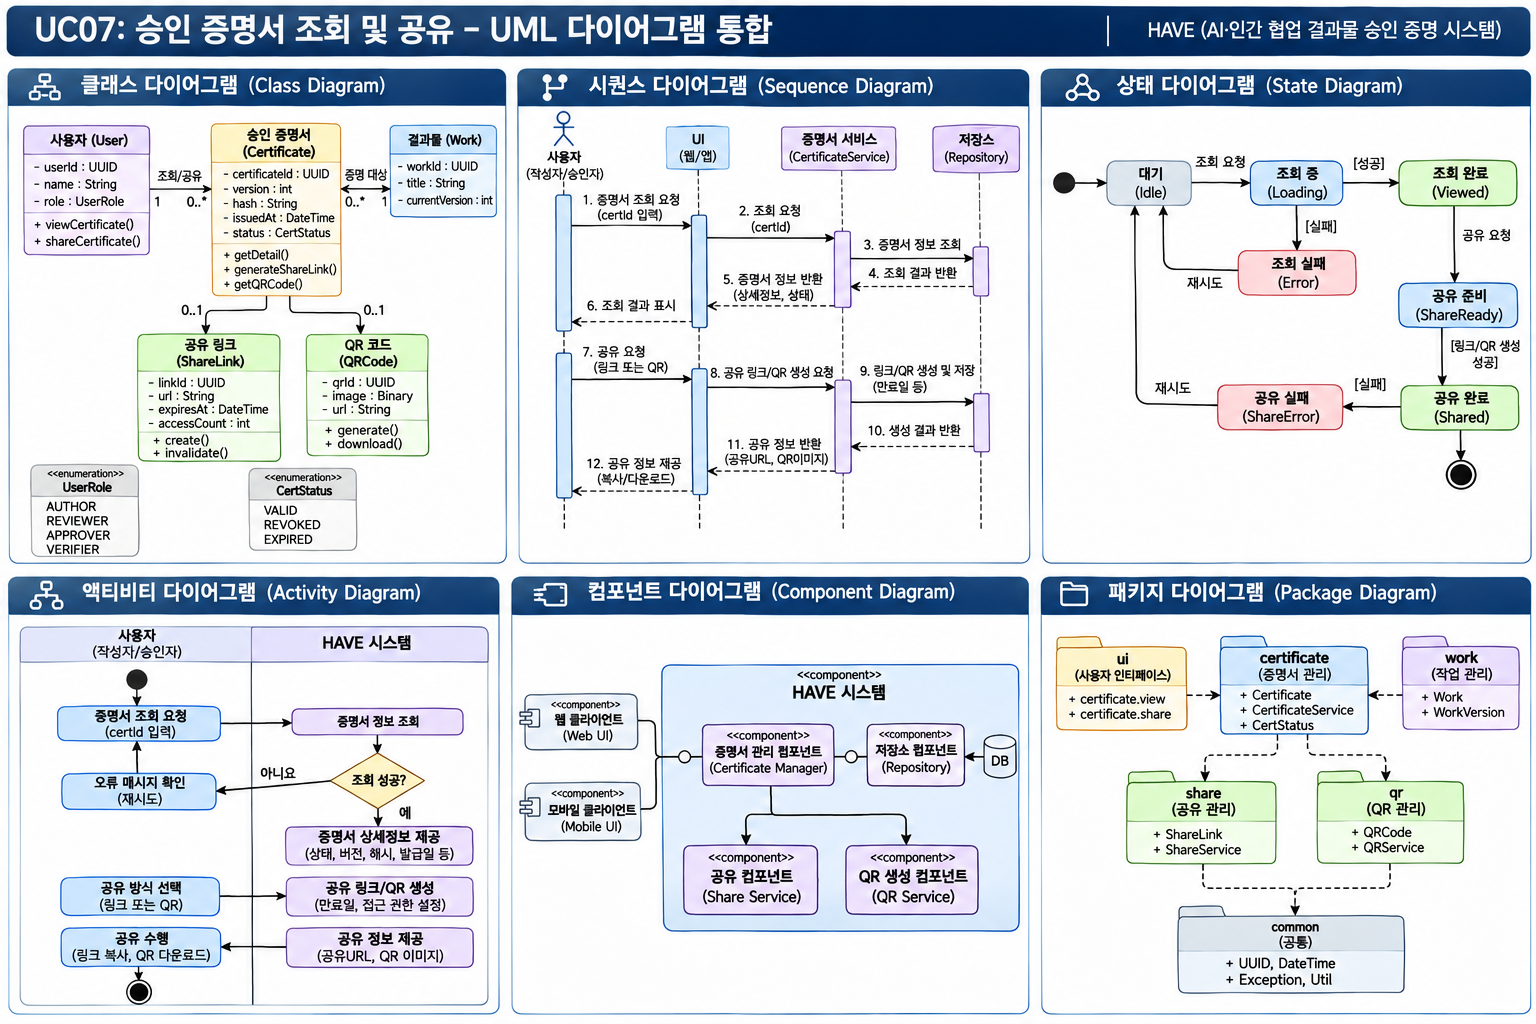 UC07: 승인 증명서 조회 및 공유 – UML 다이어그램 통합
HAVE (AI·인간 협업 결과물 승인 증명 시스템)
클래스 다이어그램 (Class Diagram)
사용자 (User)
- userId : UUID
- name : String
- role : UserRole
+ viewCertificate()
+ shareCertificate()
조회/공유
1
0..*
승인 증명서
(Certificate)
- certificateId : UUID
- version : int
- hash : String
- issuedAt : DateTime
- status : CertStatus
+ getDetail()
+ generateShareLink()
+ getQRCode()
증명 대상
0..*
1
결과물 (Work)
- workId : UUID
- title : String
- currentVersion : int
0..1
0..1
공유 링크
(ShareLink)
- linkId : UUID
- url : String
- expiresAt : DateTime
- accessCount : int
+ create()
+ invalidate()
QR 코드
(QRCode)
- qrId : UUID
- image : Binary
- url : String
+ generate()
+ download()
<<enumeration>>
UserRole
AUTHOR
REVIEWER
APPROVER
VERIFIER
<<enumeration>>
CertStatus
VALID
REVOKED
EXPIRED
시퀀스 다이어그램 (Sequence Diagram)
사용자
(작성자/승인자)
UI
(웹/앱)
증명서 서비스
(CertificateService)
저장소
(Repository)
1. 증명서 조회 요청
(certId 입력)
2. 조회 요청
(certId)
3. 증명서 정보 조회
4. 조회 결과 반환
5. 증명서 정보 반환
(상세정보, 상태)
6. 조회 결과 표시
7. 공유 요청
(링크 또는 QR)
8. 공유 링크/QR 생성 요청
9. 링크/QR 생성 및 저장
(만료일 등)
10. 생성 결과 반환
11. 공유 정보 반환
(공유URL, QR이미지)
12. 공유 정보 제공
(복사/다운로드)
상태 다이어그램 (State Diagram)
대기
(Idle)
조회 요청
조회 중
(Loading)
[성공]
조회 완료
(Viewed)
[실패]
조회 실패
(Error)
재시도
공유 요청
공유 준비
(ShareReady)
[링크/QR 생성
성공]
공유 완료
(Shared)
[실패]
공유 실패
(ShareError)
재시도
액티비티 다이어그램 (Activity Diagram)
사용자
(작성자/승인자)
HAVE 시스템
증명서 조회 요청
(certId 입력)
증명서 정보 조회
조회 성공?
아니요
오류 메시지 확인
(재시도)
예
증명서 상세정보 제공
(상태, 버전, 해시, 발급일 등)
공유 방식 선택
(링크 또는 QR)
공유 링크/QR 생성
(만료일, 접근 권한 설정)
공유 수행
(링크 복사, QR 다운로드)
공유 정보 제공
(공유URL, QR 이미지)
컴포넌트 다이어그램 (Component Diagram)
<<component>>
HAVE 시스템
<<component>>
웹 클라이언트
(Web UI)
<<component>>
모바일 클라이언트
(Mobile UI)
<<component>>
증명서 관리 컴포넌트
(Certificate Manager)
<<component>>
저장소 컴포넌트
(Repository)
DB
<<component>>
공유 컴포넌트
(Share Service)
<<component>>
QR 생성 컴포넌트
(QR Service)
패키지 다이어그램 (Package Diagram)
ui
(사용자 인티페이스)
+ certificate.view
+ certificate.share
certificate
(증명서 관리)
+ Certificate
+ CertificateService
+ CertStatus
work
(작업 관리)
+ Work
+ WorkVersion
share
(공유 관리)
+ ShareLink
+ ShareService
qr
(QR 관리)
+ QRCode
+ QRService
common
(공통)
+ UUID, DateTime
+ Exception, Util